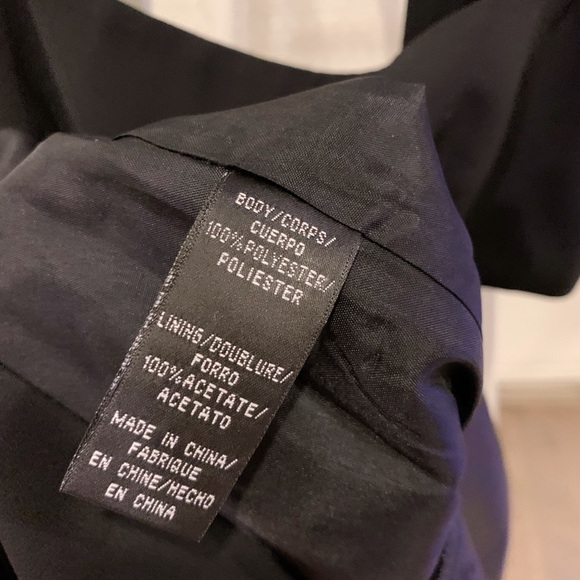 BODY/CORPS/
CUERPO
100%POLYESTER/
POLIESTER
LINING/DOUBLURE/
FORRO
100%ACETATE/
ACETATO
MADE IN CHINA/
FABRIQUE
EN CHINE/HECHO
EN CHINA